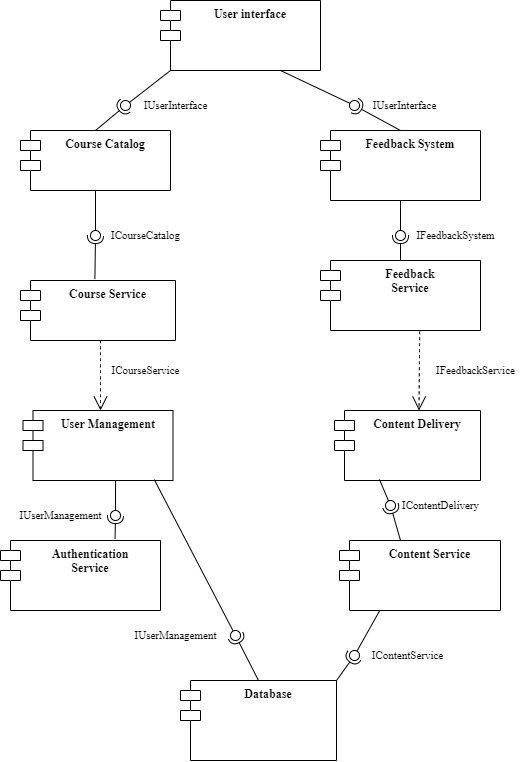 User interface
IUserInterface
IUserInterface
Course Catalog
Feedback System
ICourseCatalog
IFeedbackSystem
Course Service
Feedback
Service
ICourseService
IFeedbackService
User Management
Content Delivery
IUserManagement
IContentDelivery
Authentication
Service
Content Service
IUserManagement
IContentService
Database